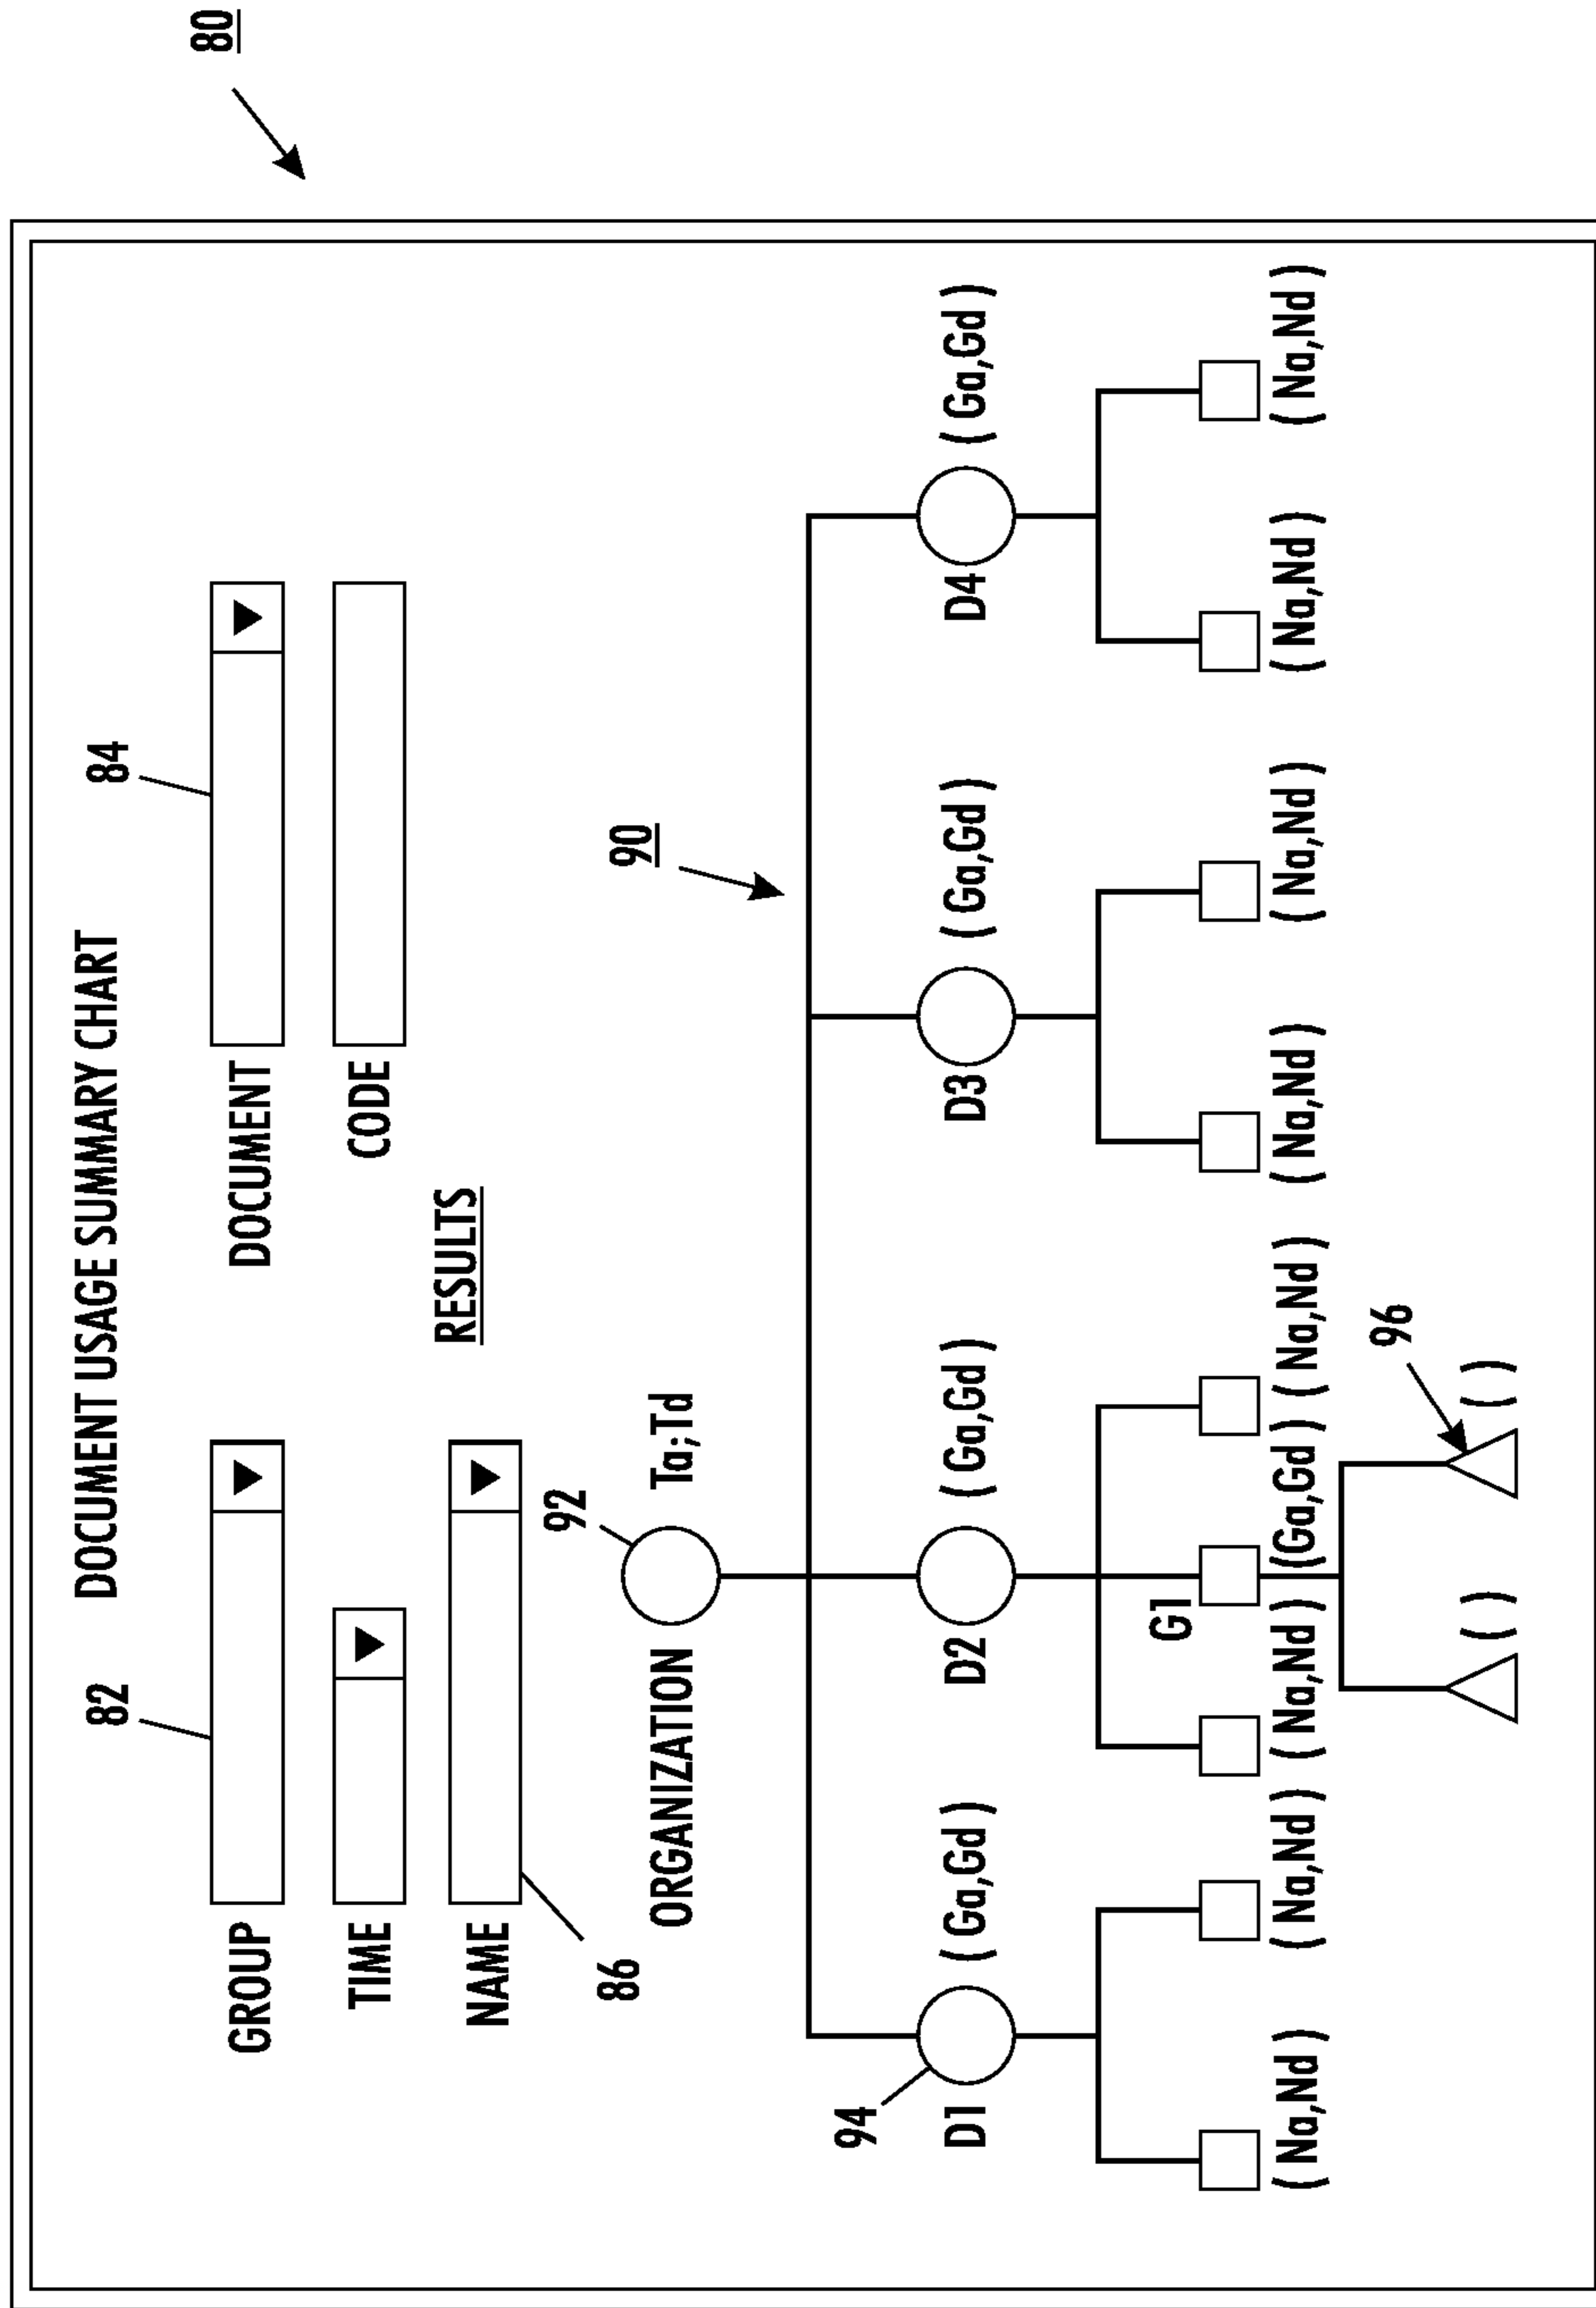 80
DOCUMENT USAGE SUMMARY CHART
82
84
GROUP
DOCUMENT
TIME
CODE
NAME
RESULTS
86
92
90
ORGANIZATION
Ta;Td
94
D1
( Ga,Gd )
D2
( Ga,Gd )
D3
( Ga,Gd )
D4
( Ga,Gd )
G1
( Na,Nd )
( Na,Nd )
( Na,Nd )
(Ga,Gd )
( Na,Nd )
( Na,Nd )
( Na,Nd )
( Na,Nd )
( Na,Nd )
96
( )
( )